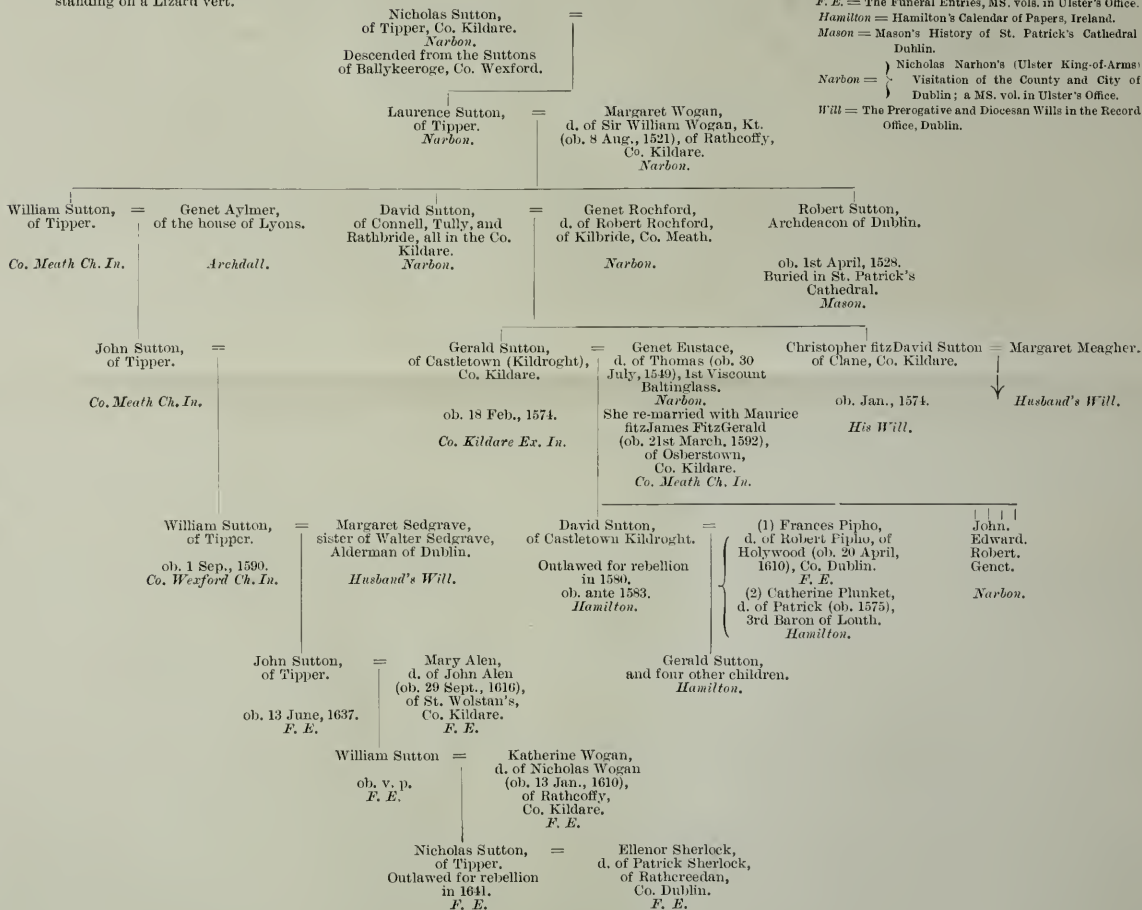 standing on a Lizard vert.
F. E. = The Funeral Entries, MS. vols. in Ulster's Office.
Hamilton = Hamilton's Calendar of Papers, Ireland.
Mason = Mason's History of St. Patrick's Cathedral
Dublin.
Narbon = Nicholas Narhon's (Ulster King-of-Arms)
Visitation of the County and City of
Dublin; a MS. vol. in Ulster's Office.
Will = The Prerogative and Diocesan Wills in the Record
Office, Dublin.
Nicholas Sutton, =
of Tipper, Co. Kildare.
Narbon.
Descended from the Suttons
of Ballykeeroge, Co. Wexford.
Laurence Sutton, =
of Tipper.
Narbon.
Margaret Wogan,
d. of Sir William Wogan, Kt.
(ob. 8 Aug., 1521), of Rathcoffy,
Co. Kildare.
Narbon.
William Sutton, =
of Tipper.
Co. Meath Ch. In.
Genet Aylmer,
of the house of Lyons.
Archdall.
David Sutton, =
of Connell, Tully, and
Rathbride, all in the Co.
Kildare.
Narbon.
Genet Rochford,
d. of Robert Rochford,
of Kilbride, Co. Meath.
Narbon.
Robert Sutton,
Archdeacon of Dublin.
ob. 1st April, 1528.
Buried in St. Patrick's
Cathedral.
Mason.
John Sutton, =
of Tipper.
Co. Meath Ch. In.
Gerald Sutton, =
of Castletown (Kildroght),
Co. Kildare.
ob. 18 Feb., 1574.
Co. Kildare Ex. In.
Genet Eustace,
d. of Thomas (ob. 30
July, 1549), 1st Viscount
Baltinglass.
Narbon.
She re-married with Maurice
fitzJames FitzGerald
(ob. 21st March, 1592),
of Osberstown,
Co. Kildare.
Co. Meath Ch. In.
Christopher fitzDavid Sutton =
of Clane, Co. Kildare.
ob. Jan., 1574.
His Will.
Margaret Meagher.
Husband's Will.
William Sutton, =
of Tipper.
ob. 1 Sep., 1590.
Co. Wexford Ch. In.
Margaret Sedgrave,
sister of Walter Sedgrave,
Alderman of Dublin.
Husband's Will.
David Sutton, =
of Castletown Kildroght.
Outlawed for rebellion
in 1580.
ob. ante 1583.
Hamilton.
(1) Frances Pipho,
d. of Robert Pipho, of
Holywood (ob. 20 April,
1610), Co. Dublin.
F. E.
(2) Catherine Plunket,
d. of Patrick (ob. 1575),
3rd Baron of Louth.
Hamilton.
John.
Edward.
Robert.
Genet.
Narbon.
John Sutton, =
of Tipper.
ob. 13 June, 1637.
F. E.
Mary Alen,
d. of John Alen
(ob. 29 Sept., 1616),
of St. Wolstan's,
Co. Kildare.
F. E.
Gerald Sutton,
and four other children.
Hamilton.
William Sutton =
ob. v. p.
F. E.
Katherine Wogan,
d. of Nicholas Wogan
(ob. 13 Jan., 1610),
of Rathcoffy,
Co. Kildare.
F. E.
Nicholas Sutton, =
of Tipper.
Outlawed for rebellion
in 1641.
F. E.
Ellenor Sherlock,
d. of Patrick Sherlock,
of Rathcreedan,
Co. Dublin.
F. E.